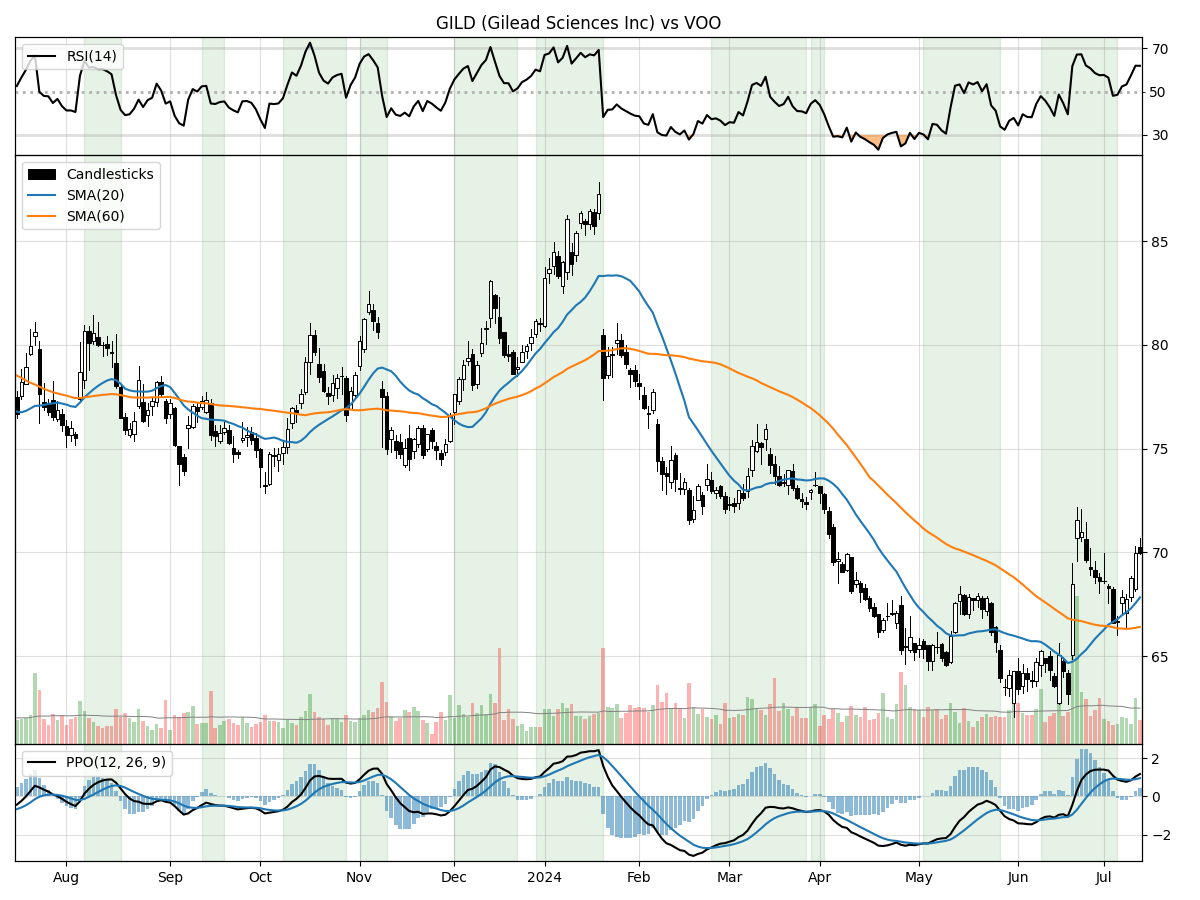 GILD (Gilead Sciences Inc) vs VOO
RSI(14)
70
50
30
Candlesticks
SMA(20)
SMA(60)
85
80
75
70
65
PPO(12, 26, 9)
2
0
−2
Aug Sep Oct Nov Dec 2024 Feb Mar Apr May Jun Jul